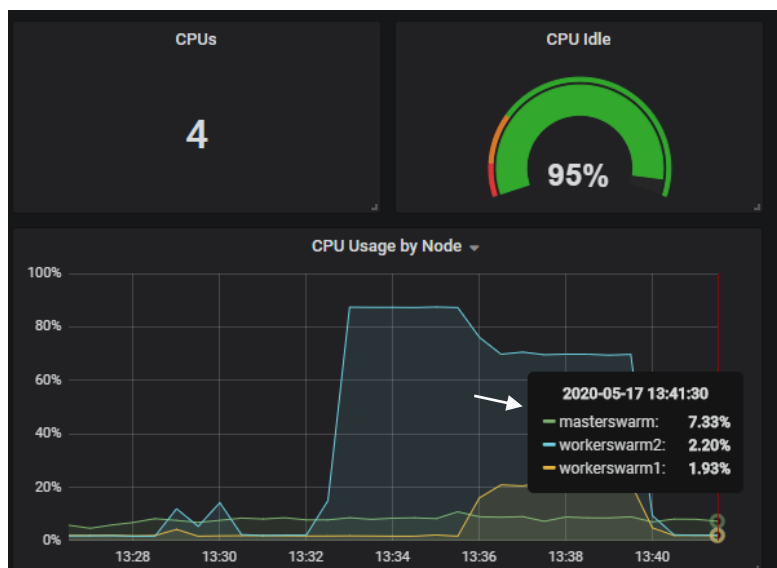 CPUs
4
CPU Idle
95%
CPU Usage by Node
100%
80%
60%
40%
20%
0%
2020-05-17 13:41:30
masterswarm: 7.33%
workerswarm2: 2.20%
workerswarm1: 1.93%
13:28 13:30 13:32 13:34 13:36 13:38 13:40